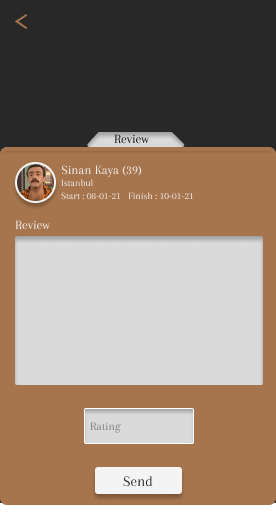 Review
Sinan Kaya (39)
Istanbul
Start : 08-01-21 Finish : 10-01-21
Review
Rating
Send